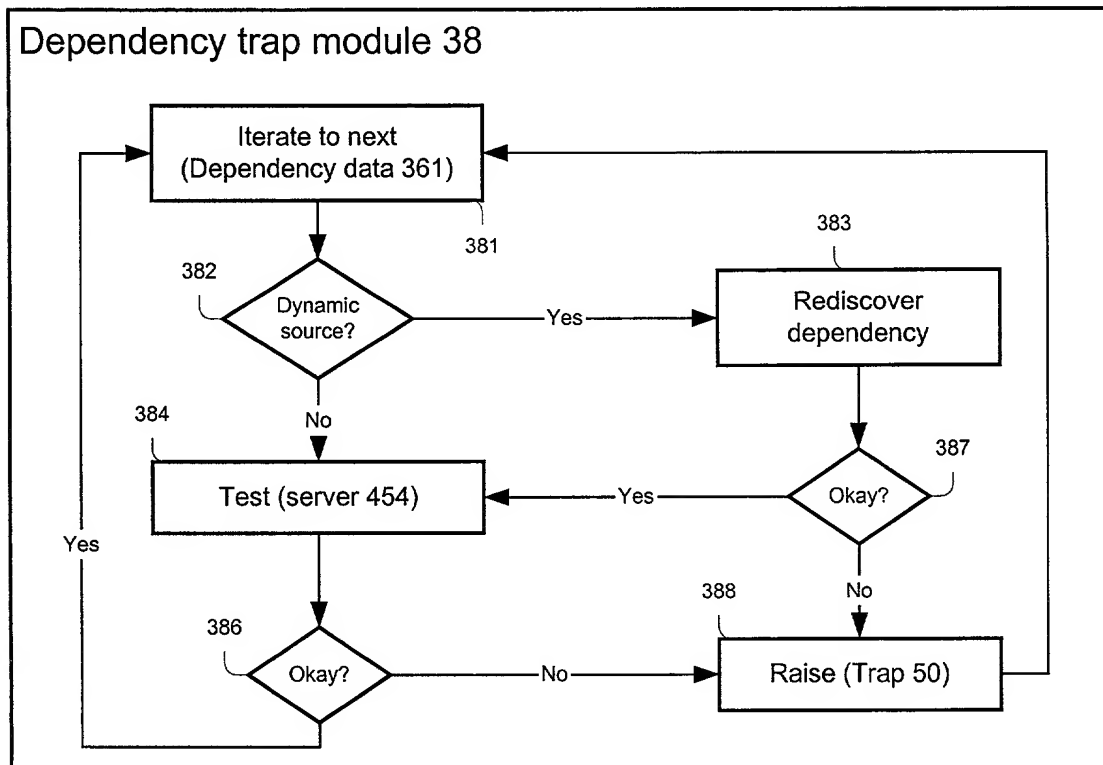 Dependency trap module 38
Iterate to next
(Dependency data 361)
381
382
Dynamic
source?
Yes
383
Rediscover
dependency
No
384
Test (server 454)
Yes
Okay?
387
Yes
No
386
Okay?
No
388
Raise (Trap 50)